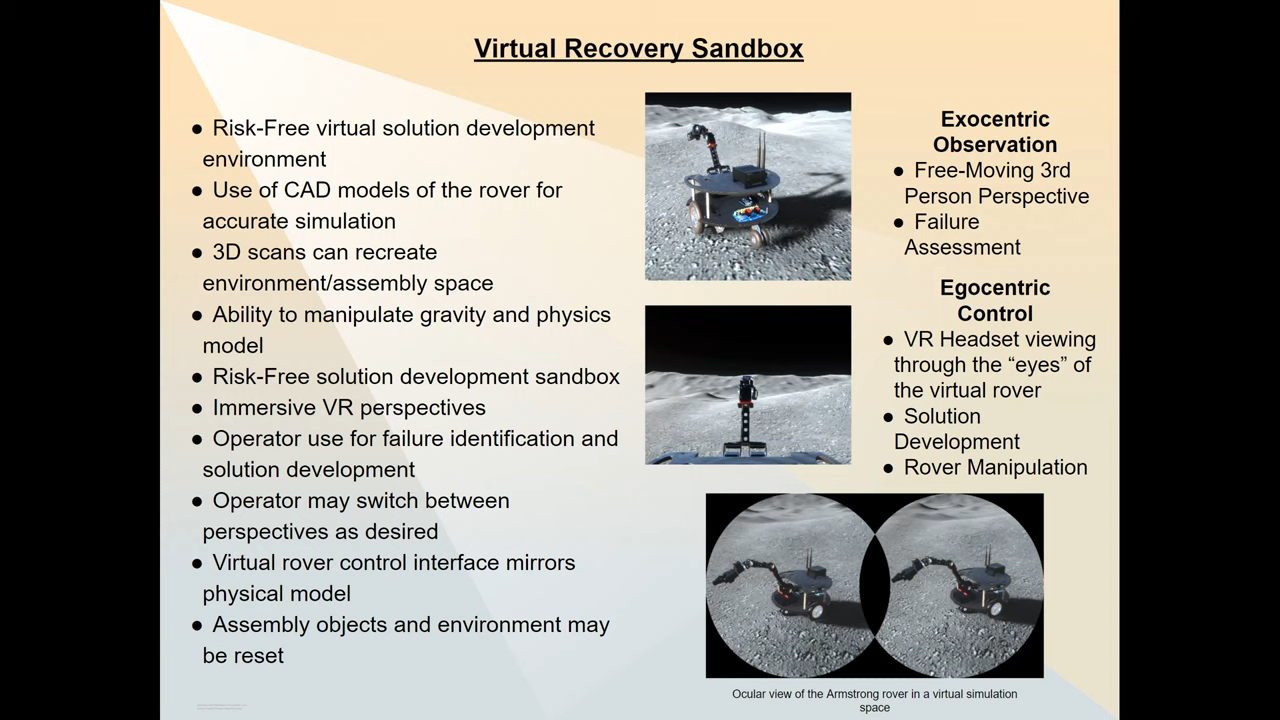 Virtual Recovery Sandbox
● Risk-Free virtual solution development
environment
● Use of CAD models of the rover for
accurate simulation
● 3D scans can recreate
environment/assembly space
● Ability to manipulate gravity and physics
model
● Risk-Free solution development sandbox
● Immersive VR perspectives
● Operator use for failure identification and
solution development
● Operator may switch between
perspectives as desired
● Virtual rover control interface mirrors
physical model
● Assembly objects and environment may
be reset
Exocentric
Observation
● Free-Moving 3rd
Person Perspective
● Failure
Assessment
Egocentric
Control
● VR Headset viewing
through the “eyes” of
the virtual rover
● Solution
Development
● Rover Manipulation
Ocular view of the Armstrong rover in a virtual simulation
space